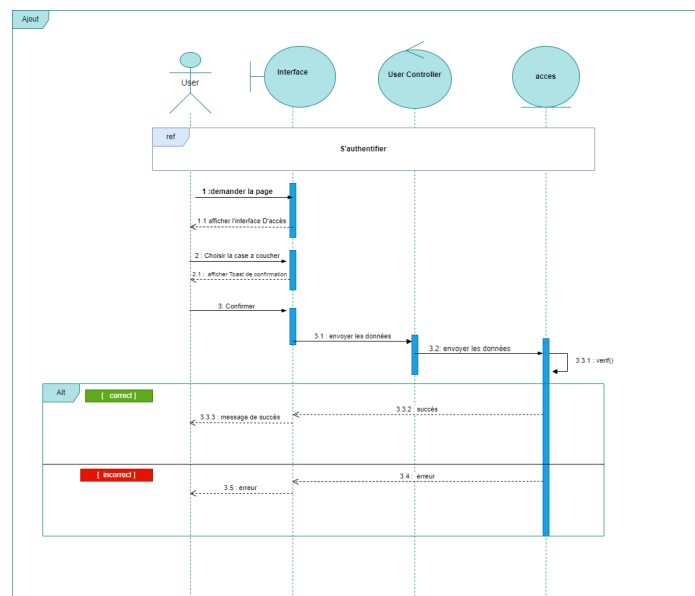 Ajout
User
Interface
User Controller
acces
ref
S'authentifier
1 :demander la page
1.1 afficher l'interface D'accès
2 : Choisir la case a coucher
2.1 : afficher Toast de confirmation
3: Confirmer
3.1 : envoyer les données
3.2: envoyer les données
3.3.1 : verif()
Alt
[ correct ]
3.3.2 : succès
3.3.3 : message de succès
[ incorrect ]
3.4 : erreur
3.5 : erreur